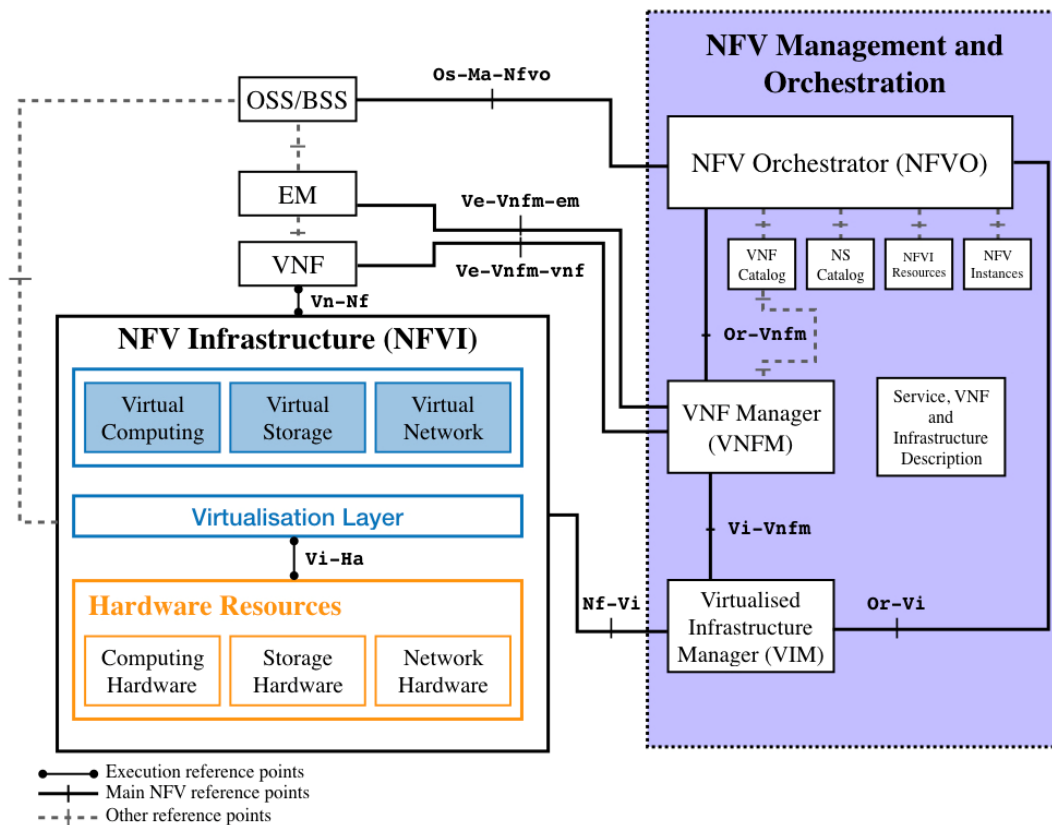 NFV Management and
Orchestration
Os-Ma-Nfvo
OSS/BSS
NFV Orchestrator (NFVO)
EM
Ve-Vnfm-em
VNF
Catalog
NS
Catalog
NFVI
Resources
NFV
Instances
VNF
Ve-Vnfm-vnf
Vn-Nf
NFV Infrastructure (NFVI)
Or-Vnfm
Virtual
Computing
Virtual
Storage
Virtual
Network
VNF Manager
(VNFM)
Service, VNF
and
Infrastructure
Description
Virtualisation Layer
Vi-Vnfm
Vi-Ha
Hardware Resources
Nf-Vi
Virtualised
Infrastructure
Manager (VIM)
Or-Vi
Computing
Hardware
Storage
Hardware
Network
Hardware
Execution reference points
Main NFV reference points
Other reference points